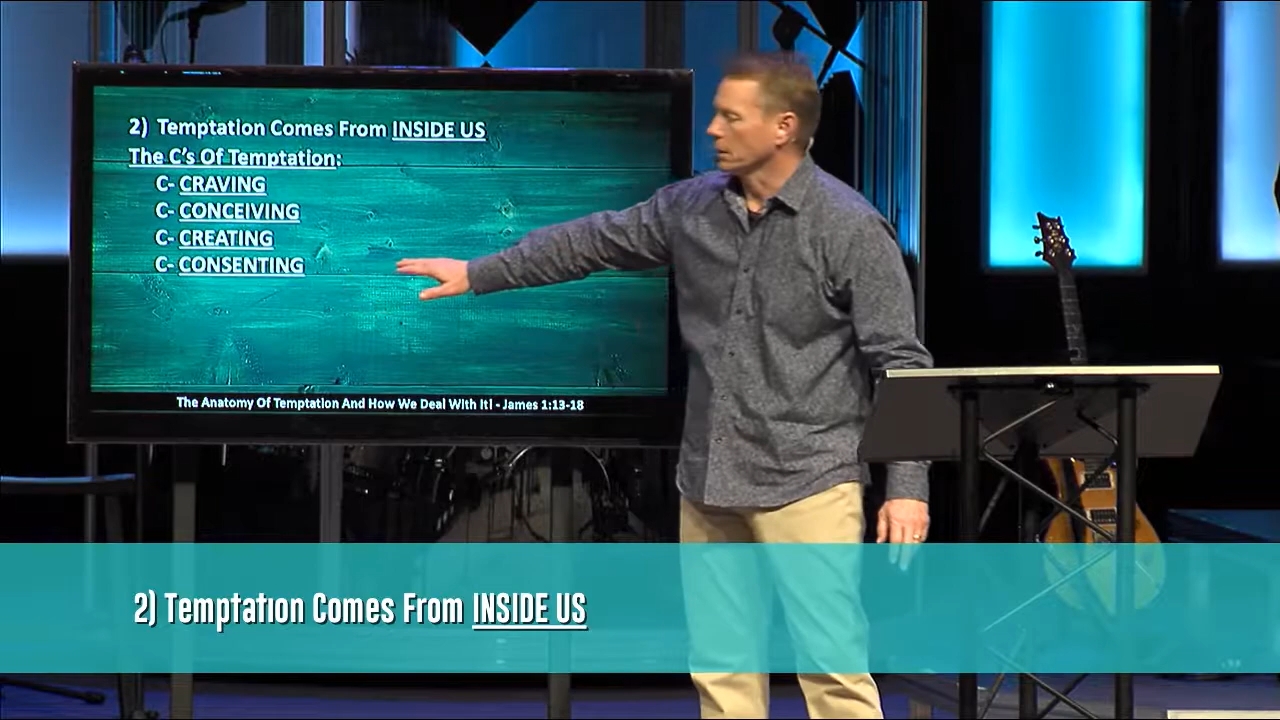 2) Temptation Comes From INSIDE US
The C's Of Temptation:
C- CRAVING
C- CONCEIVING
C- CREATING
C- CONSENTING
The Anatomy Of Temptation And How We Deal With It! - James 1:13-18
2) Temptation Comes From INSIDE US